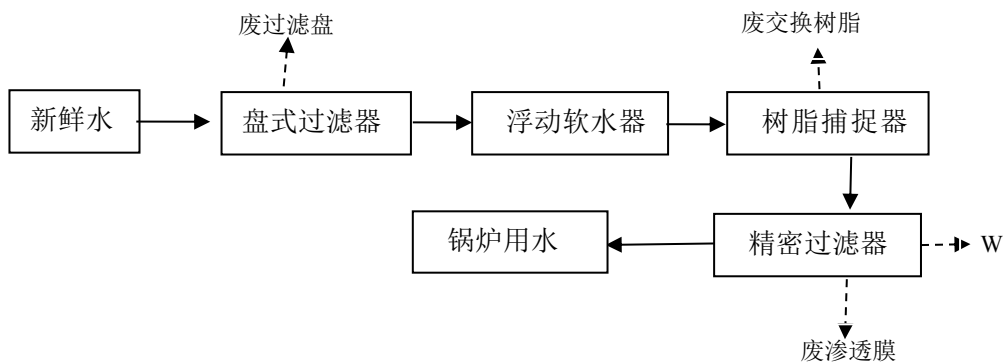 废过滤盘
废交换树脂
新鲜水
盘式过滤器
浮动软水器
树脂捕捉器
锅炉用水
精密过滤器
W
废渗透膜